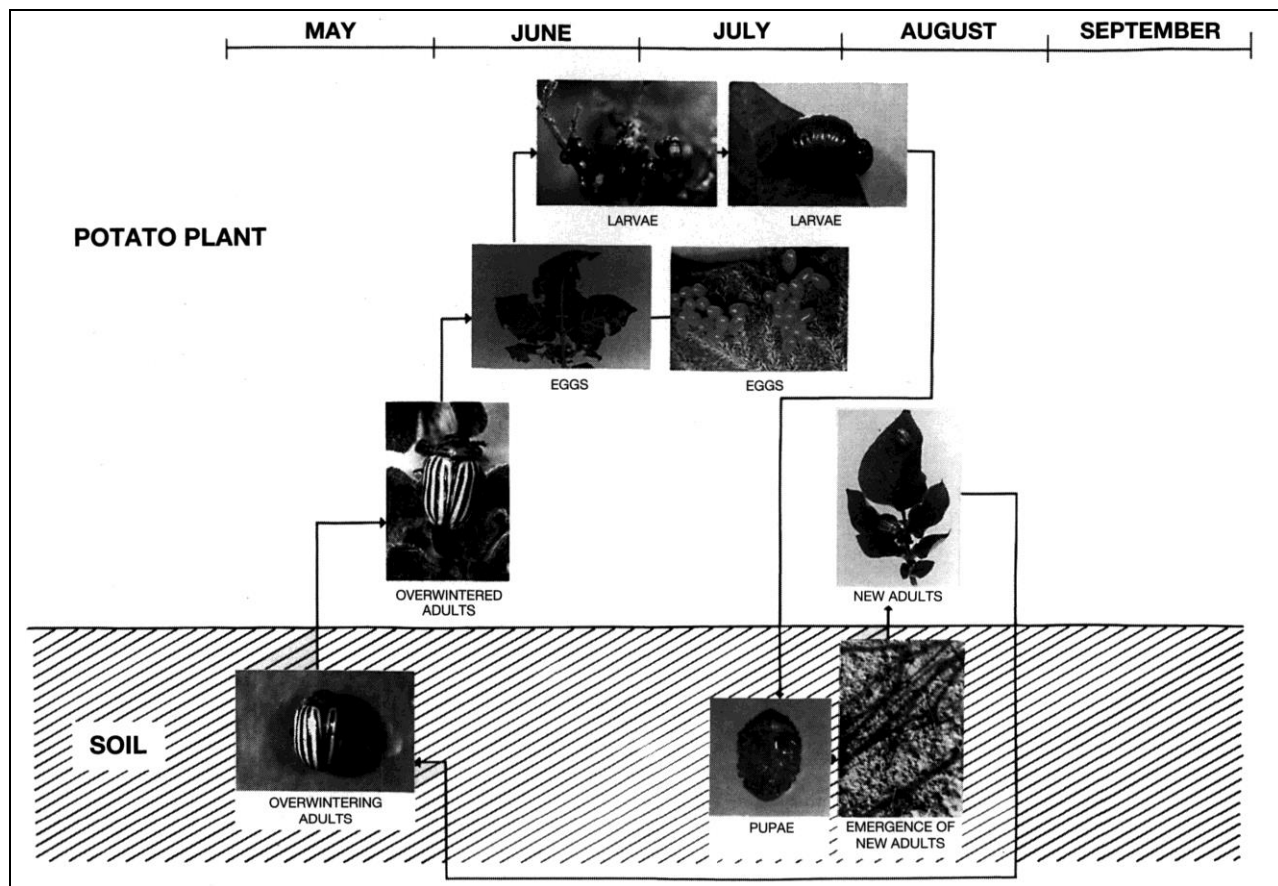 MAY JUNE JULY AUGUST SEPTEMBER
LARVAE LARVAE
POTATO PLANT
EGGS EGGS
OVERWINTERED
ADULTS
NEW ADULTS
SOIL
OVERWINTERING
ADULTS
PUPAE
EMERGENCE OF
NEW ADULTS